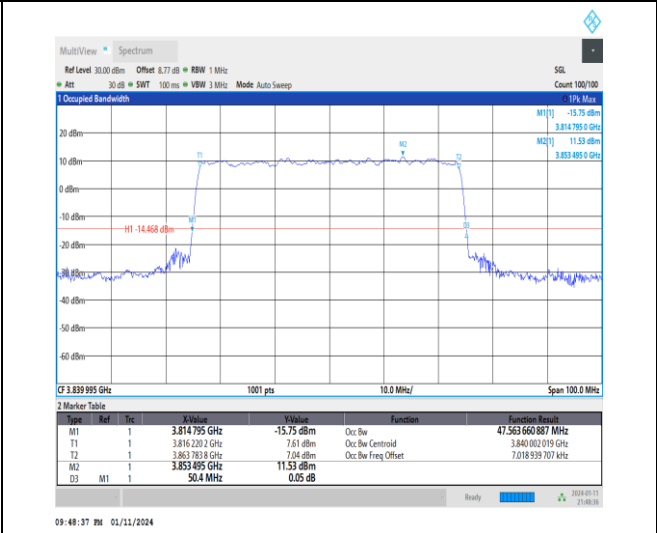 MultiView Spectrum
Ref Level 30.00 dBm Offset 8.77 dB RBW 1 MHz SGL
Att 30 dB SWT 100 ms VBW 3 MHz Mode Auto Sweep Count 100/100
1 Occupied Bandwidth 1Pk Max
M1[1] -15.75 dBm
3.814 795 0 GHz
M2[1] 11.53 dBm
3.853 495 0 GHz
20 dBm
M2
T1 T2
10 dBm
0 dBm
-10 dBm
M1
H1 -14.468 dBm
D3
-20 dBm
-30 dBm
-40 dBm
-50 dBm
-60 dBm
CF 3.839 995 GHz 1001 pts 10.0 MHz/ Span 100.0 MHz
2 Marker Table
Type Ref Trc X-Value Y-Value Function Function Result
M1 1 3.814 795 GHz -15.75 dBm Occ Bw 47.563 660 887 MHz
T1 1 3.816 220 2 GHz 7.61 dBm Occ Bw Centroid 3.840 002 019 GHz
T2 1 3.863 783 8 GHz 7.04 dBm Occ Bw Freq Offset 7.018 939 707 kHz
M2 1 3.853 495 GHz 11.53 dBm
D3 M1 1 50.4 MHz 0.05 dB
Ready 2024-01-11
21:48:36
09:48:37 PM 01/11/2024